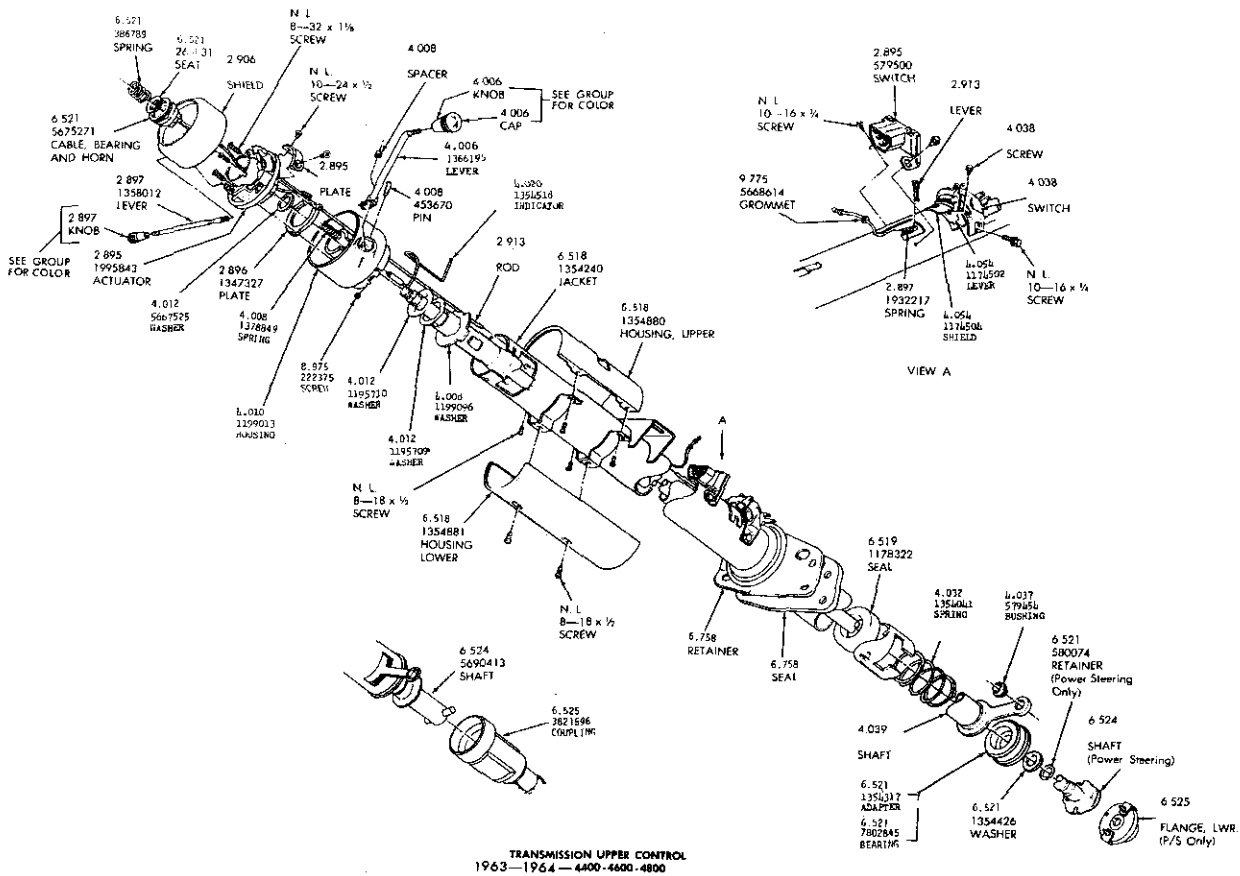 6.521
386789
SPRING
6.521
SEAT
2.906
SHIELD
N L
8—32 x 1⅛
SCREW
N L.
10—24 x ½
SCREW
4.008
SPACER
4.006
KNOB
SEE GROUP
FOR COLOR
4.006
CAP
4.006
1366195
LEVER
6.521
5675271
CABLE, BEARING
AND HORN
2.895
PLATE
4.008
453670
PIN
4.020
INDICATOR
2.897
1358012
LEVER
2.897
KNOB
SEE GROUP
FOR COLOR
2.895
1995843
ACTUATOR
2.896
1347327
PLATE
4.012
5667525
WASHER
4.008
1378849
SPRING
2.913
ROD
6.518
1354240
JACKET
6.518
1354880
HOUSING, UPPER
8.975
222375
SCREW
4.012
WASHER
4.008
1199096
WASHER
4.010
1199013
HOUSING
4.012
1195709
WASHER
N L.
8—18 x ½
SCREW
6.518
1354881
HOUSING
LOWER
N L
8—18 x ½
SCREW
2.895
579500
SWITCH
2.913
LEVER
N L
10—16 x ¾
SCREW
4.038
SCREW
9.775
5668614
GROMMET
4.038
SWITCH
2.897
1932217
SPRING
4.054
1174502
LEVER
N L
10—16 x ¾
SCREW
4.054
SHIELD
VIEW A
A
6.519
1178322
SEAL
4.032
1354041
SPRING
4.037
579454
BUSHING
6.758
RETAINER
6.758
SEAL
6 521
580074
RETAINER
(Power Steering
Only)
6 524
SHAFT
(Power Steering)
4.039
SHAFT
6.521
1354317
ADAPTER
6.521
7802845
BEARING
6.521
1354426
WASHER
6 525
FLANGE, LWR.
(P/S Only)
6 524
5690413
SHAFT
6.525
3821696
COUPLING
TRANSMISSION UPPER CONTROL
1963—1964 — 4400-4600-4800